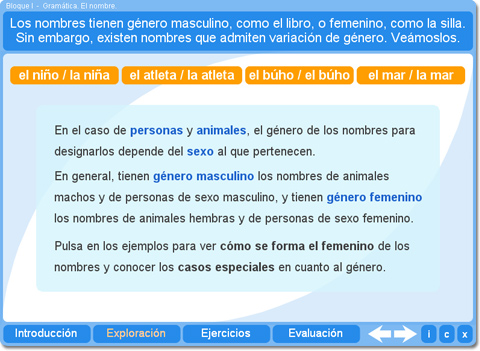 Bloque I - Gramática. El nombre
Los nombres tienen género masculino, como el libro, o femenino, como la silla.
Sin embargo, existen nombres que admiten variación de género. Veámoslos.
el niño / la niña el atleta / la atleta el búho / el búho el mar / la mar
En el caso de personas y animales, el género de los nombres para
designarlos depende del sexo al que pertenecen.
En general, tienen género masculino los nombres de animales
machos y de personas de sexo masculino, y tienen género femenino
los nombres de animales hembras y de personas de sexo femenino.
Pulsa en los ejemplos para ver cómo se forma el femenino de los
nombres y conocer los casos especiales en cuanto al género.
Introducción Exploración Ejercicios Evaluación i c x